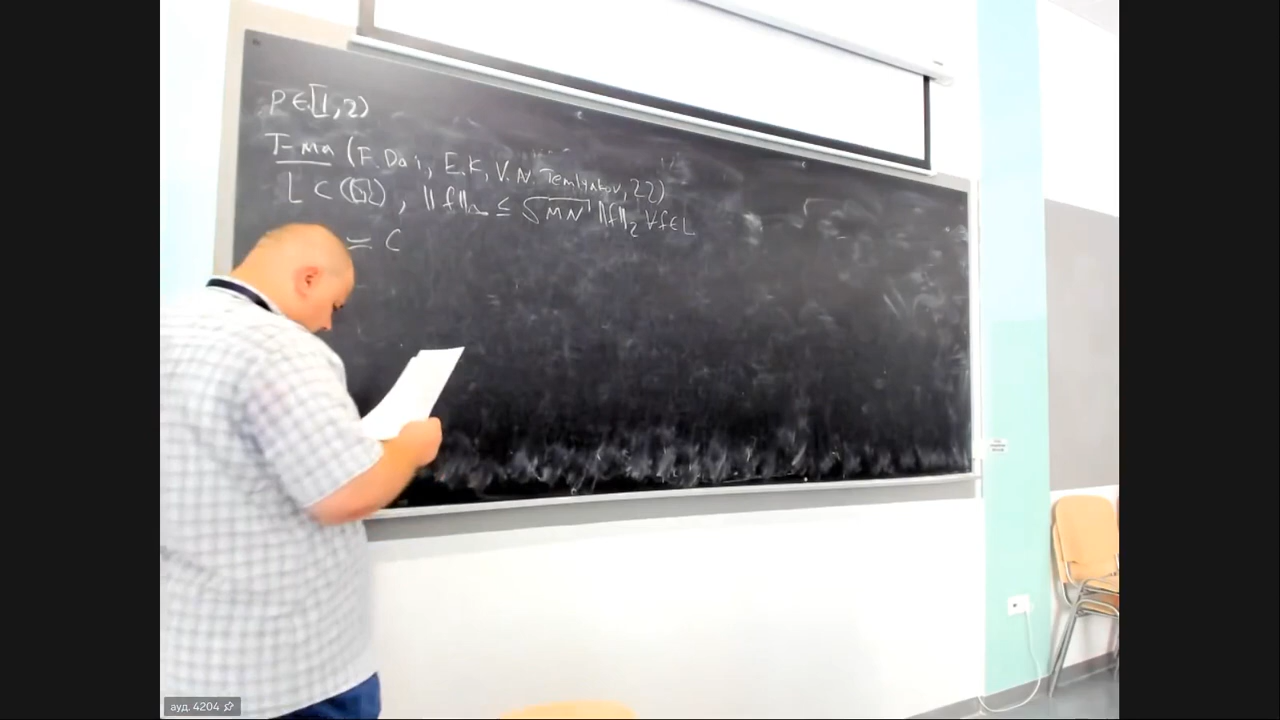 p ∈ [1, 2)
T-ма (F. Dai, E.K, V.N. Temlyakov, 22)
L ⊂ C(Ω), ‖f‖∞ ≤ √MN ‖f‖₂ ∀f∈L
= C
ауд. 4204